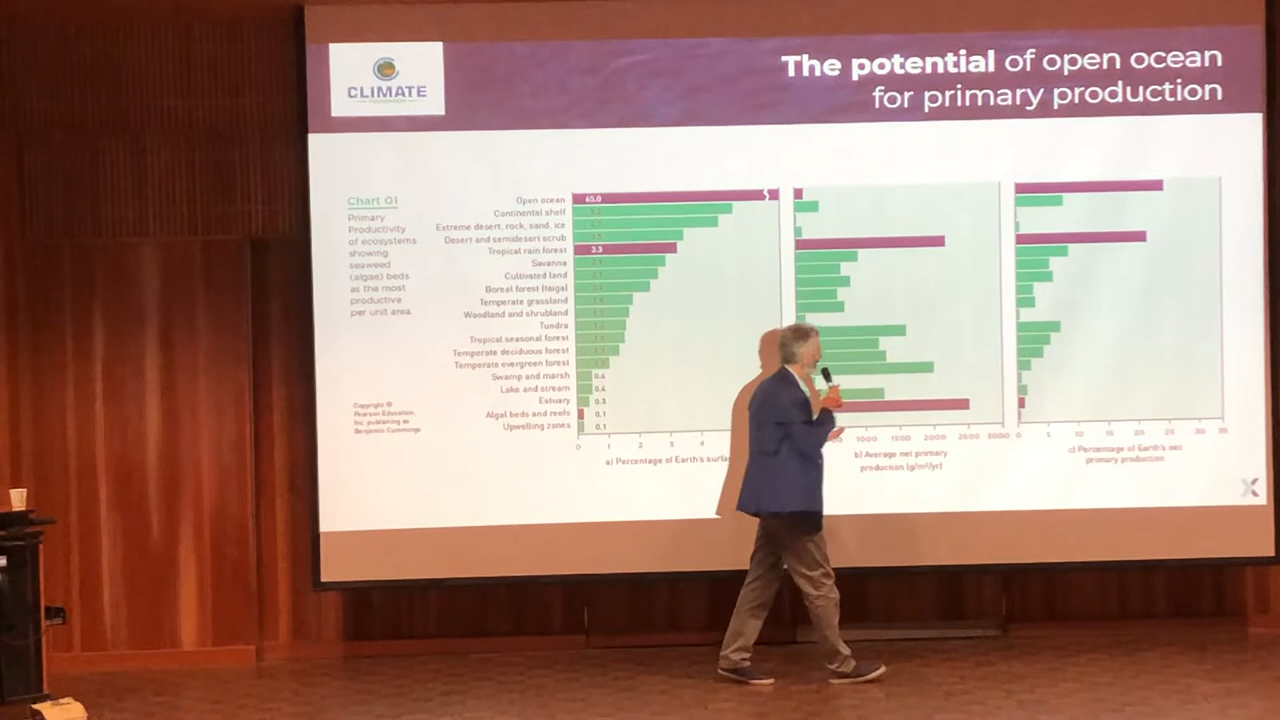 CLIMATE
FOUNDATION
The potential of open ocean
for primary production
Chart 01
Primary
Productivity
of ecosystems
showing
seaweed
(algae) beds
as the most
productive
per unit area.
Copyright ©
Pearson Education,
Inc. publishing as
Benjamin Cummings
Open ocean 65.0
Continental shelf
Extreme desert, rock, sand, ice
Desert and semidesert scrub
Tropical rain forest 3.3
Savanna
Cultivated land
Boreal forest (taiga)
Temperate grassland
Woodland and shrubland
Tundra
Tropical seasonal forest
Temperate deciduous forest
Temperate evergreen forest
Swamp and marsh 0.4
Lake and stream 0.4
Estuary 0.3
Algal beds and reefs 0.1
Upwelling zones 0.1
0 1 2 3 4
a) Percentage of Earth's
1000 1500 2000 2500 3000
b) Average net primary
production (g/m²/yr)
0 5 10 15 20 25 30 35
c) Percentage of Earth's net
primary production
X